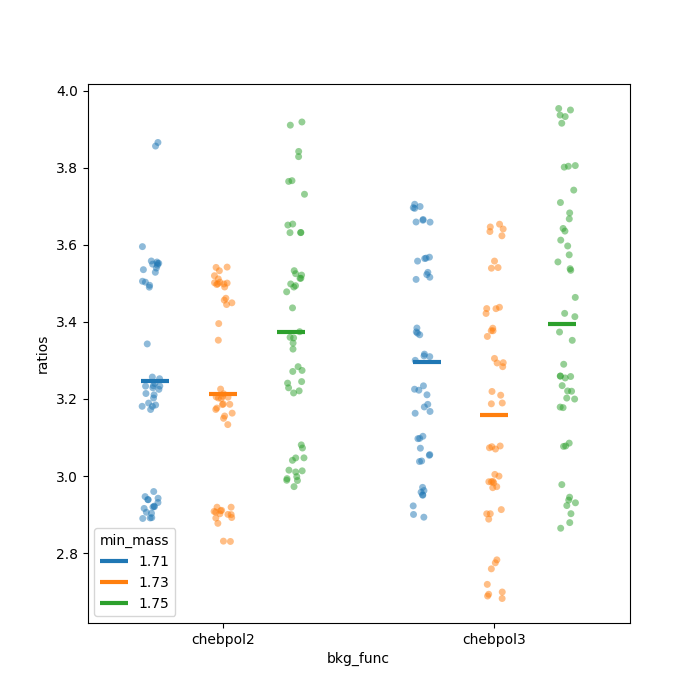 4.0
3.8
3.6
3.4
3.2
3.0
2.8
ratios
min_mass
1.71
1.73
1.75
chebpol2
chebpol3
bkg_func